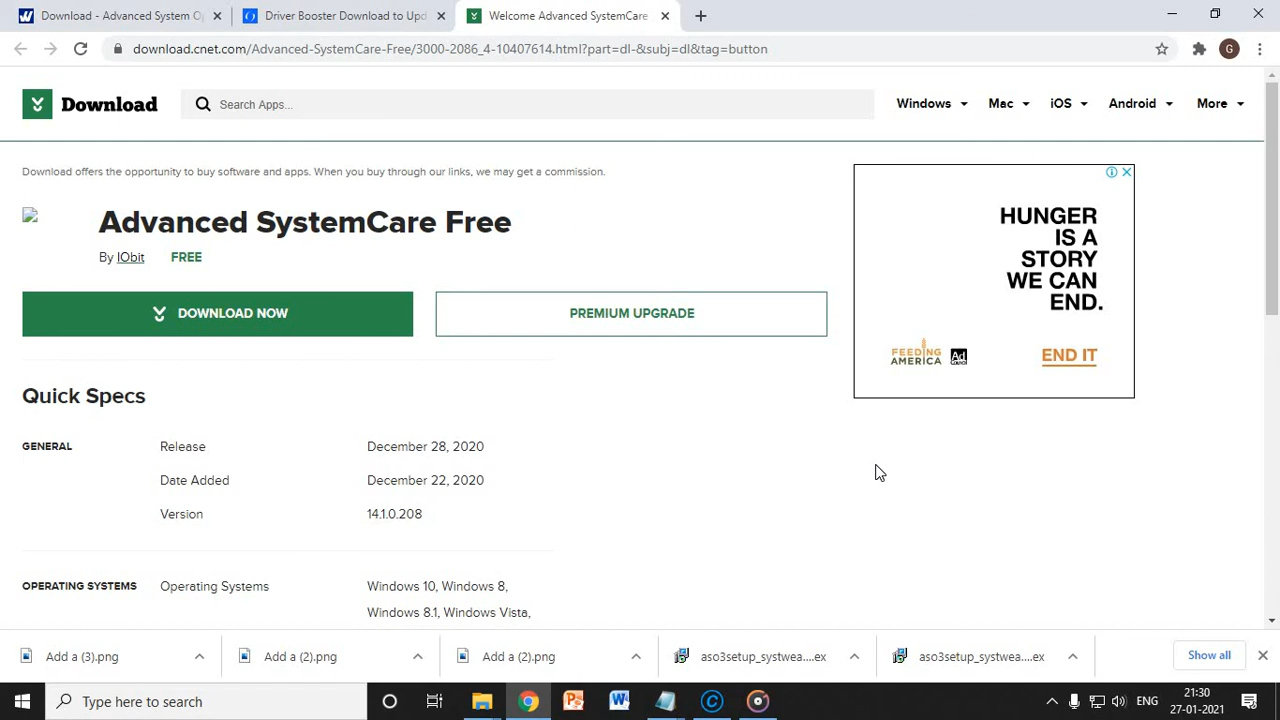 Download - Advanced System Op
Driver Booster Download to Upd
Welcome Advanced SystemCare
download.cnet.com/Advanced-SystemCare-Free/3000-2086_4-10407614.html?part=dl-&subj=dl&tag=button
G
Download
Search Apps...
Windows
Mac
iOS
Android
More
Download offers the opportunity to buy software and apps. When you buy through our links, we may get a commission.
Advanced SystemCare Free
By IObit FREE
DOWNLOAD NOW
PREMIUM UPGRADE
HUNGER
IS A
STORY
WE CAN
END.
FEEDING
AMERICA
Ad
END IT
Quick Specs
GENERAL
Release December 28, 2020
Date Added December 22, 2020
Version 14.1.0.208
OPERATING SYSTEMS
Operating Systems Windows 10, Windows 8,
Windows 8.1, Windows Vista,
Add a (3).png
Add a (2).png
Add a (2).png
aso3setup_systwea....ex
aso3setup_systwea....ex
Show all
Type here to search
ENG
21:30
27-01-2021